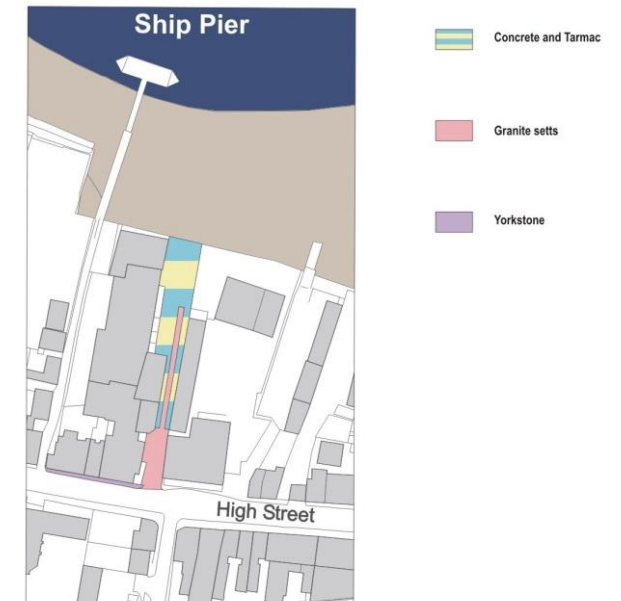 Ship Pier
Concrete and Tarmac
Granite setts
Yorkstone
High Street